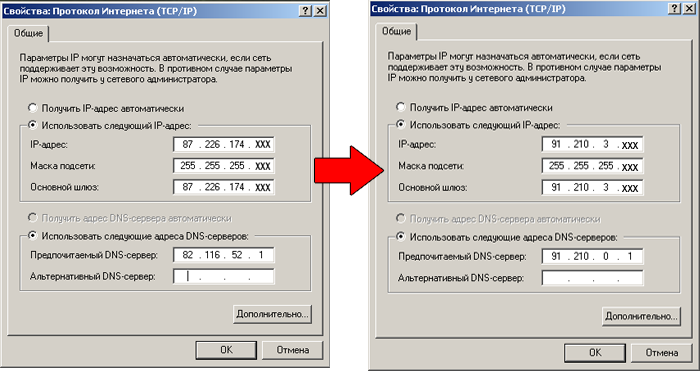 Свойства: Протокол Интернета (TCP/IP)
Общие
Параметры IP могут назначаться автоматически, если сеть
поддерживает эту возможность. В противном случае параметры
IP можно получить у сетевого администратора.
Получить IP-адрес автоматически
Использовать следующий IP-адрес:
IP-адрес: 87 . 226 . 174 . XXX
Маска подсети: 255 . 255 . 255 . XXX
Основной шлюз: 87 . 226 . 174 . XXX
Получить адрес DNS-сервера автоматически
Использовать следующие адреса DNS-серверов:
Предпочитаемый DNS-сервер: 82 . 116 . 52 . 1
Альтернативный DNS-сервер: . . .
Дополнительно...
OK Отмена
Свойства: Протокол Интернета (TCP/IP)
Общие
Параметры IP могут назначаться автоматически, если сеть
поддерживает эту возможность. В противном случае параметры
IP можно получить у сетевого администратора.
Получить IP-адрес автоматически
Использовать следующий IP-адрес:
IP-адрес: 91 . 210 . 3 . XXX
Маска подсети: 255 . 255 . 255 . XXX
Основной шлюз: 91 . 210 . 3 . XXX
Получить адрес DNS-сервера автоматически
Использовать следующие адреса DNS-серверов:
Предпочитаемый DNS-сервер: 91 . 210 . 0 . 1
Альтернативный DNS-сервер: . . .
Дополнительно...
OK Отмена